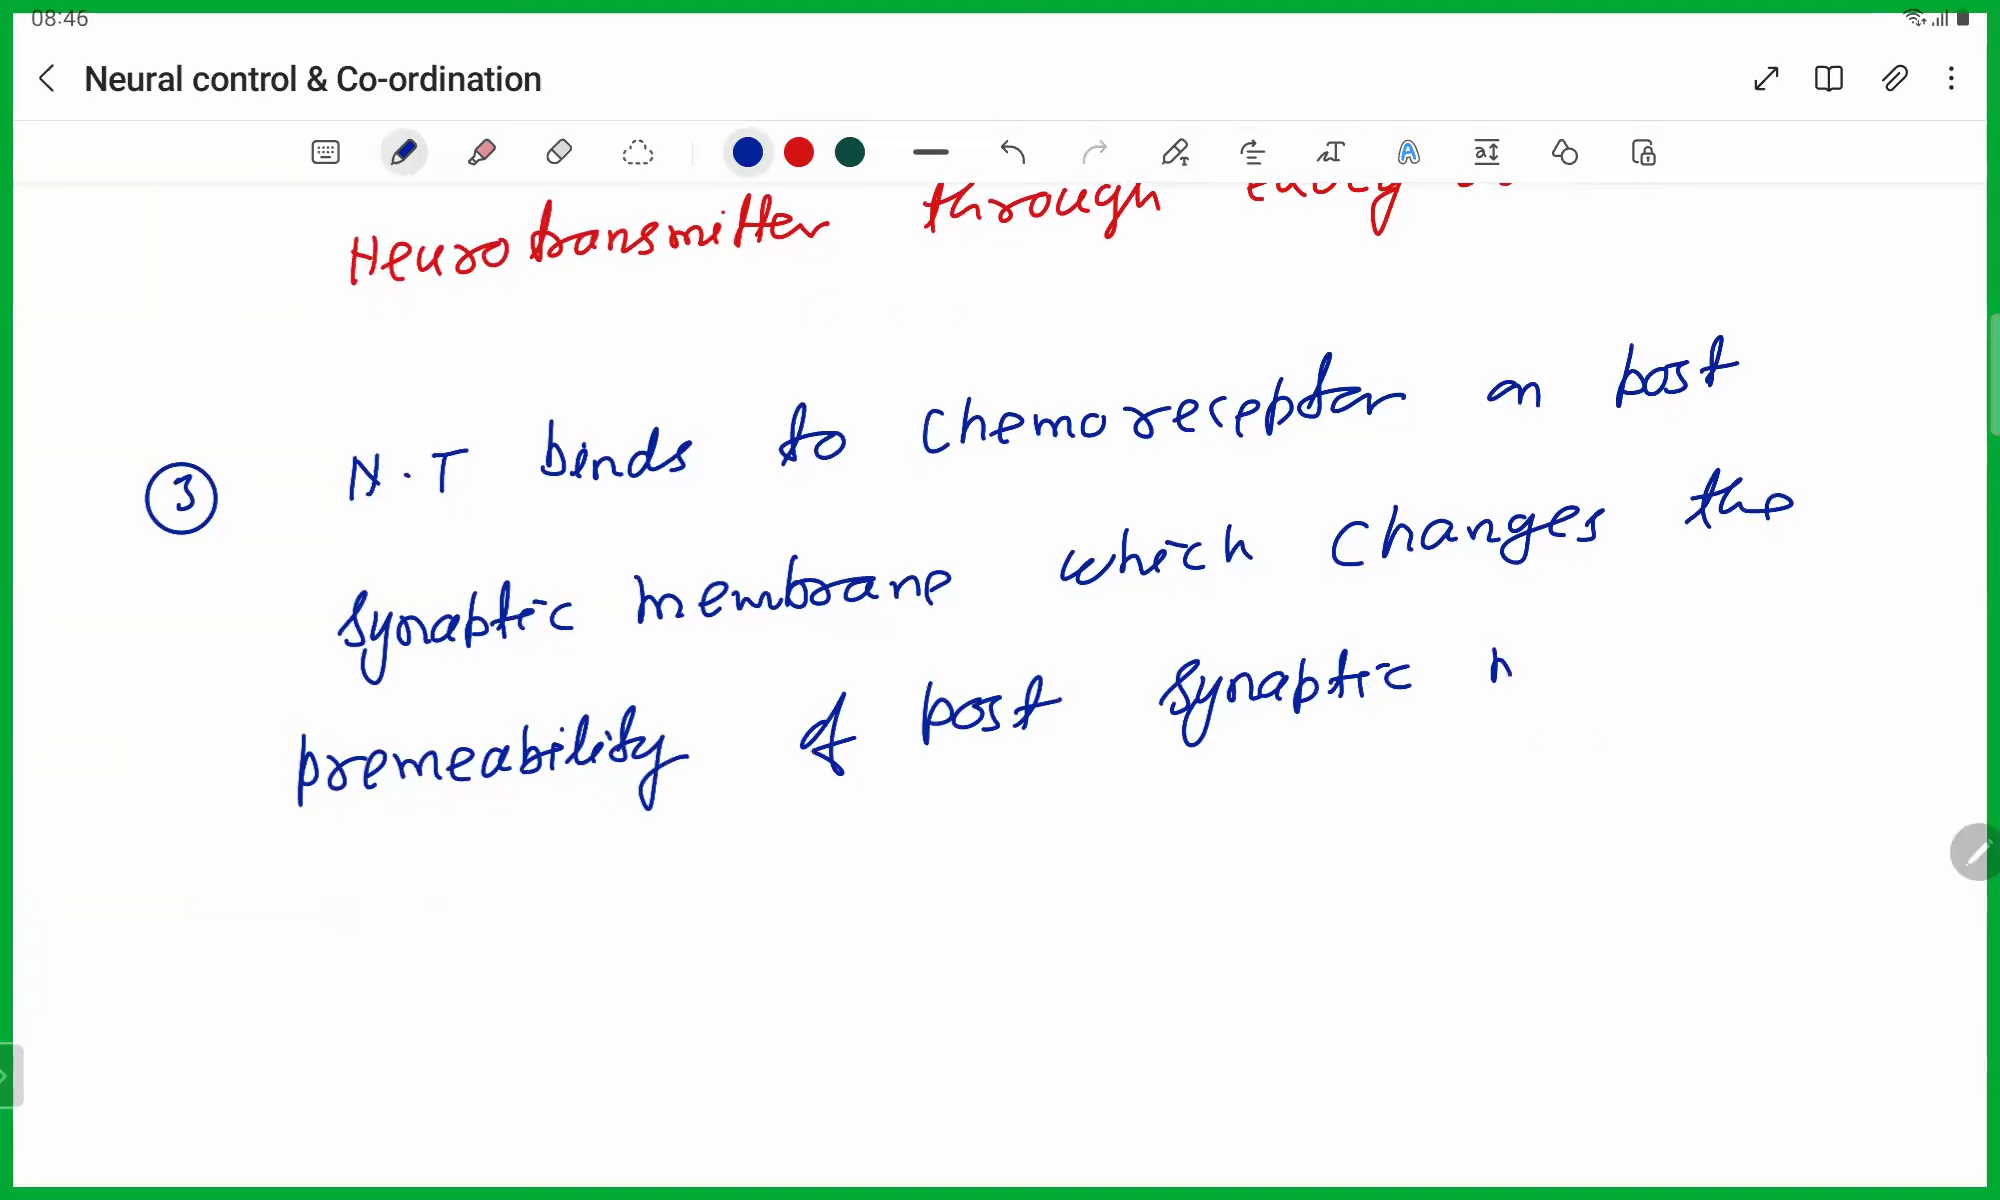 08:46
Neural control & Co-ordination
Neurotransmitter through
③ N.T binds to Chemoreceptor on post
synaptic membrane which changes the
premeability of post synaptic